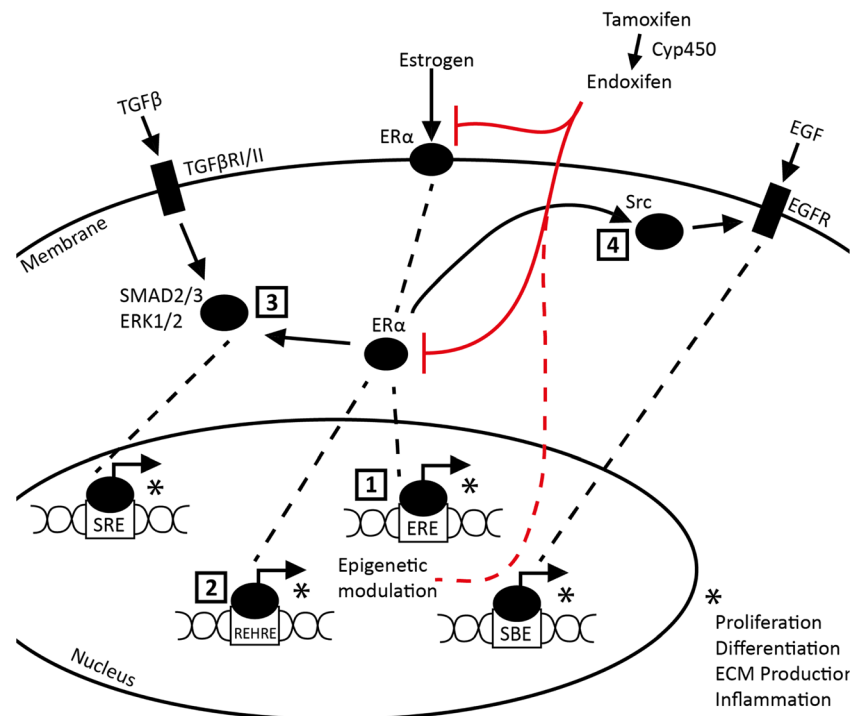 Tamoxifen
Cyp450
Endoxifen
Estrogen
TGFβ
EGF
ERα
TGFβRI/II
Src
EGFR
Membrane
4
SMAD2/3
ERK1/2
3
ERα
1
*
*
SRE
ERE
Epigenetic
modulation
2
*
*
REHRE
SBE
*
Proliferation
Differentiation
ECM Production
Inflammation
Nucleus